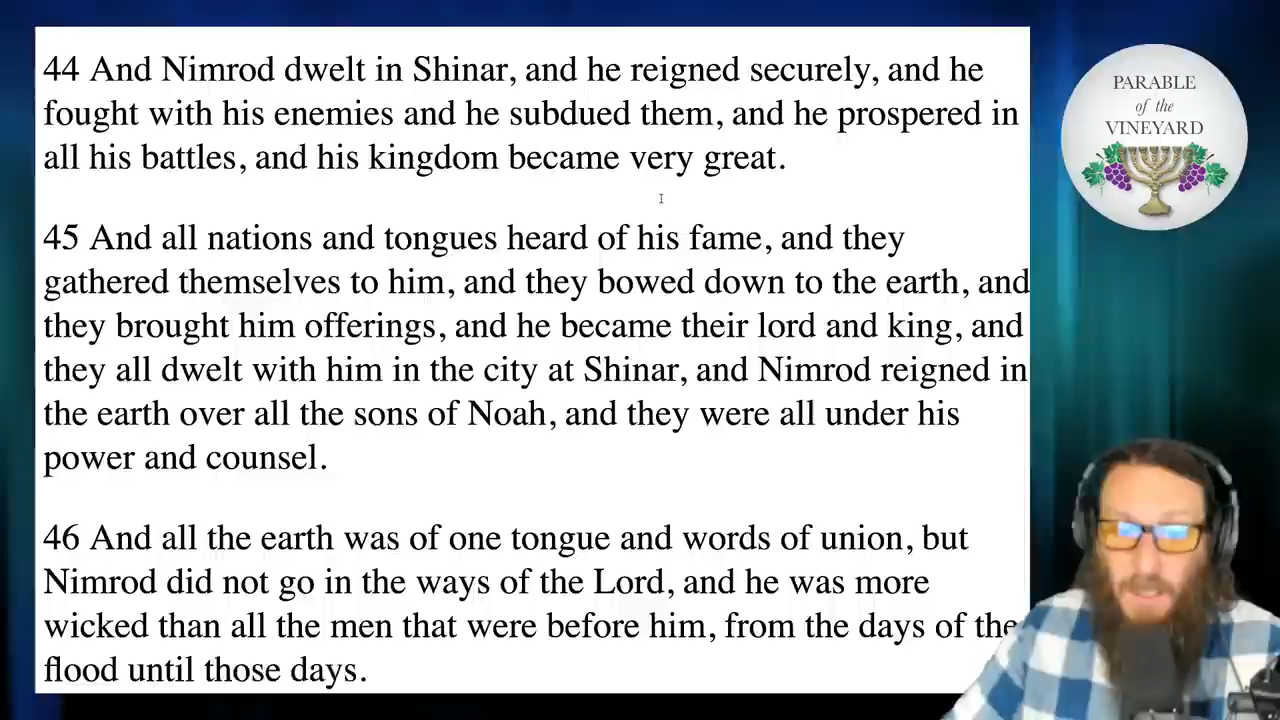 44 And Nimrod dwelt in Shinar, and he reigned securely, and he
fought with his enemies and he subdued them, and he prospered in
all his battles, and his kingdom became very great.
45 And all nations and tongues heard of his fame, and they
gathered themselves to him, and they bowed down to the earth, and
they brought him offerings, and he became their lord and king, and
they all dwelt with him in the city at Shinar, and Nimrod reigned in
the earth over all the sons of Noah, and they were all under his
power and counsel.
46 And all the earth was of one tongue and words of union, but
Nimrod did not go in the ways of the Lord, and he was more
wicked than all the men that were before him, from the days of the
flood until those days.
PARABLE
of the
VINEYARD